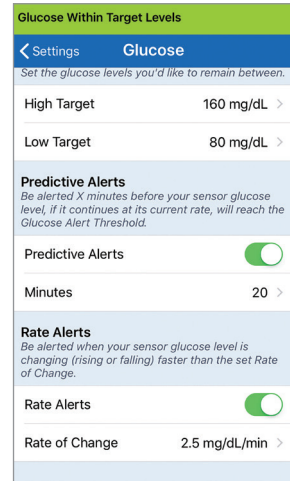 Glucose Within Target Levels
Settings Glucose
Set the glucose levels you'd like to remain between.
High Target 160 mg/dL
Low Target 80 mg/dL
Predictive Alerts
Be alerted X minutes before your sensor glucose
level, if it continues at its current rate, will reach the
Glucose Alert Threshold.
Predictive Alerts
Minutes 20
Rate Alerts
Be alerted when your sensor glucose level is
changing (rising or falling) faster than the set Rate
of Change.
Rate Alerts
Rate of Change 2.5 mg/dL/min